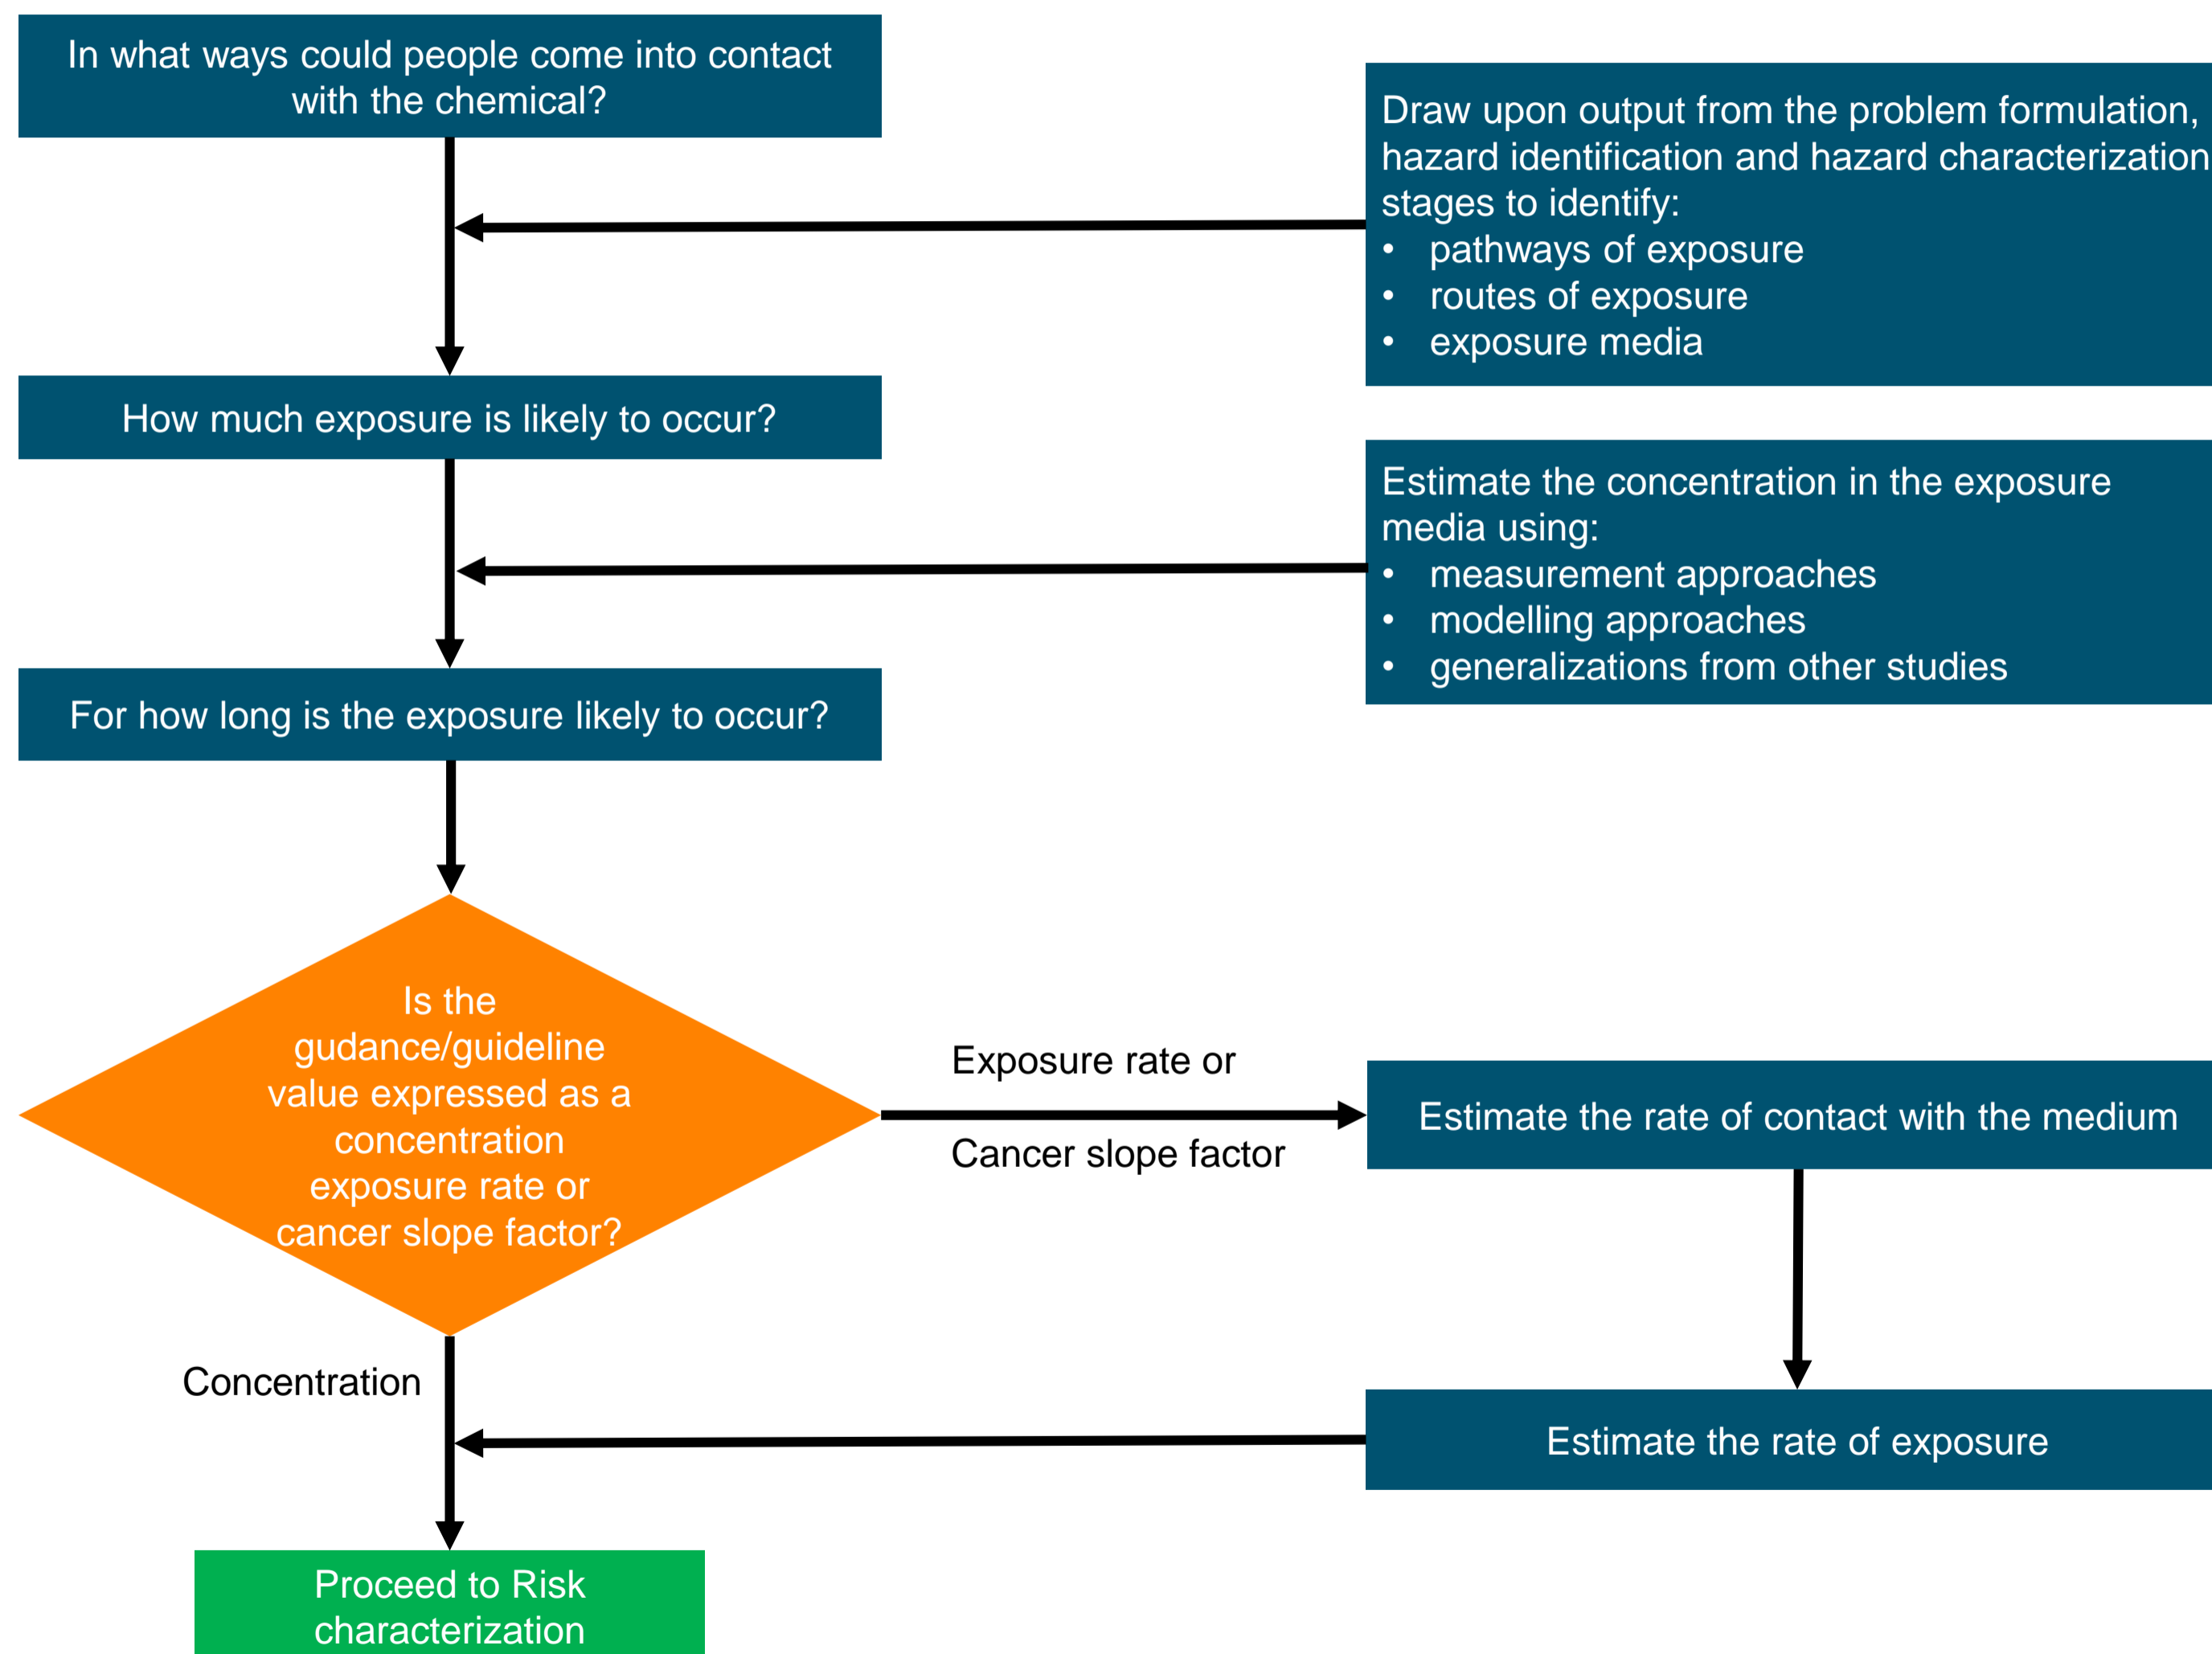 In what ways could people come into contact
with the chemical?
Draw upon output from the problem formulation,
hazard identification and hazard characterization
stages to identify:
• pathways of exposure
• routes of exposure
• exposure media
How much exposure is likely to occur?
Estimate the concentration in the exposure
media using:
• measurement approaches
• modelling approaches
• generalizations from other studies
For how long is the exposure likely to occur?
Is the
gudance/guideline
value expressed as a
concentration
exposure rate or
cancer slope factor?
Exposure rate or
Cancer slope factor
Estimate the rate of contact with the medium
Concentration
Estimate the rate of exposure
Proceed to Risk
characterization